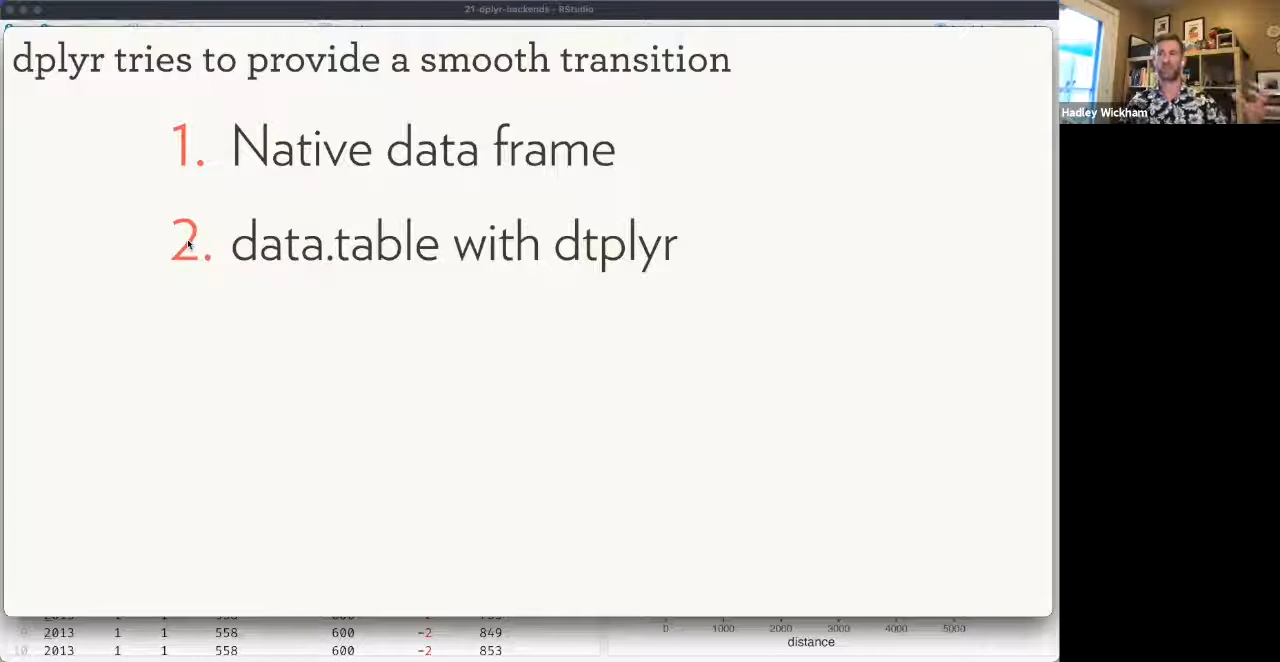 21-dplyr-backends - RStudio
dplyr tries to provide a smooth transition
1. Native data frame
2. data.table with dtplyr
Hadley Wickham
9 2013 1 1 558 600 -2 849
10 2013 1 1 558 600 -2 853
0 1000 2000 3000 4000 5000
distance